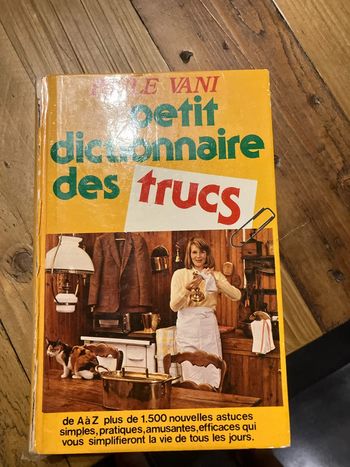 PAULE VANI
petit
dictionnaire
des trucs
de A à Z plus de 1.500 nouvelles astuces
simples, pratiques, amusantes, efficaces qui
vous simplifieront la vie de tous les jours.